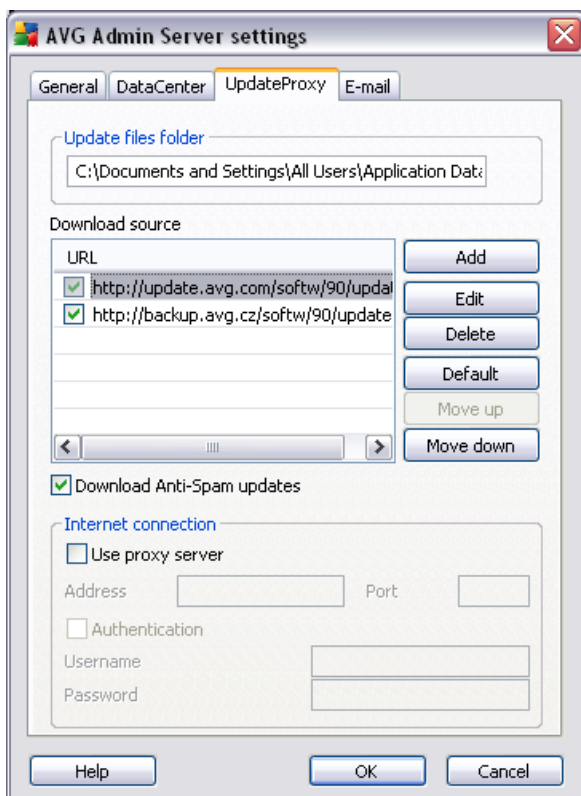 AVG Admin Server settings
General DataCenter UpdateProxy E-mail
Update files folder
C:\Documents and Settings\All Users\Application Data
Download source
URL
Add
http://update.avg.com/softw/90/updat
Edit
http://backup.avg.cz/softw/90/update
Delete
Default
Move up
Move down
Download Anti-Spam updates
Internet connection
Use proxy server
Address Port
Authentication
Username
Password
Help OK Cancel